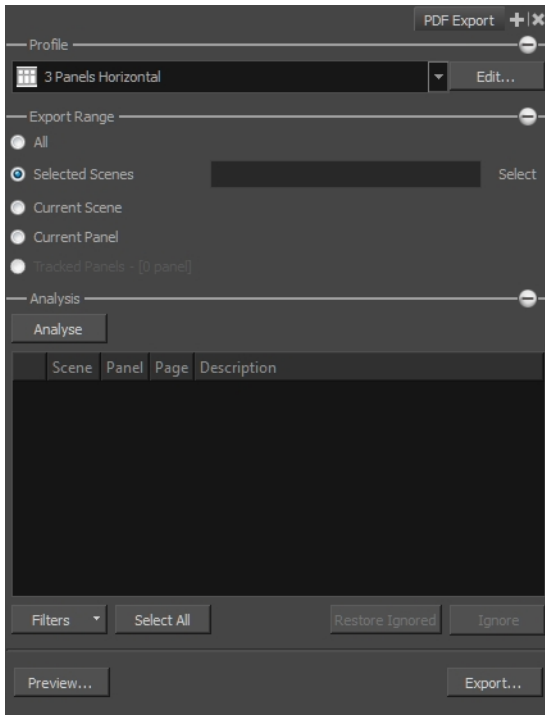 PDF Export
Profile
3 Panels Horizontal
Edit...
Export Range
All
Selected Scenes Select
Current Scene
Current Panel
Tracked Panels - [0 panel]
Analysis
Analyse
Scene Panel Page Description
Filters Select All Restore Ignored Ignore
Preview... Export...